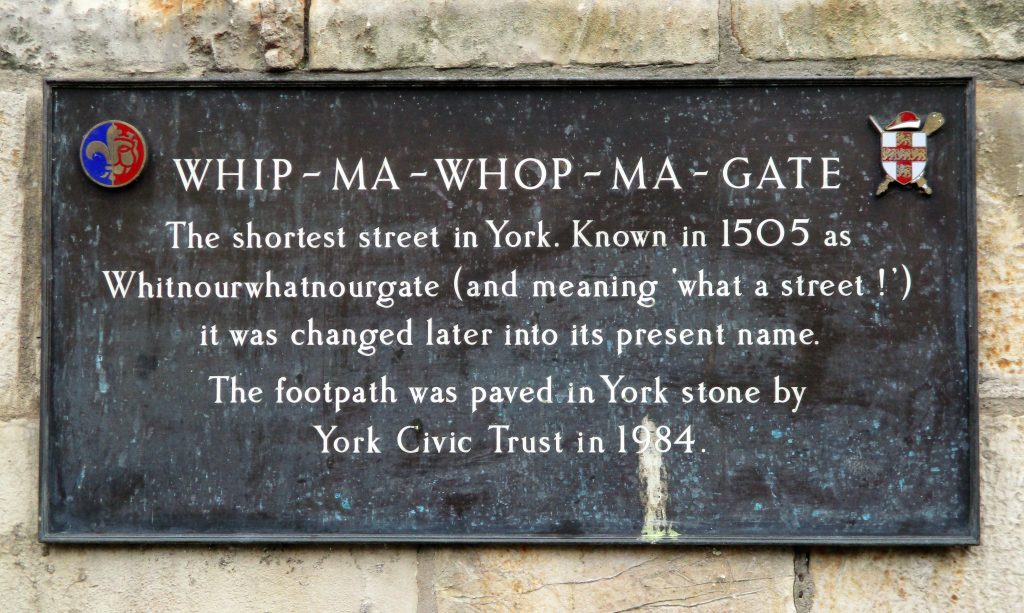 WHIP-MA-WHOP-MA-GATE
The shortest street in York. Known in 1505 as
Whitnourwhatnourgate (and meaning 'what a street!')
it was changed later into its present name.
The footpath was paved in York stone by
York Civic Trust in 1984.